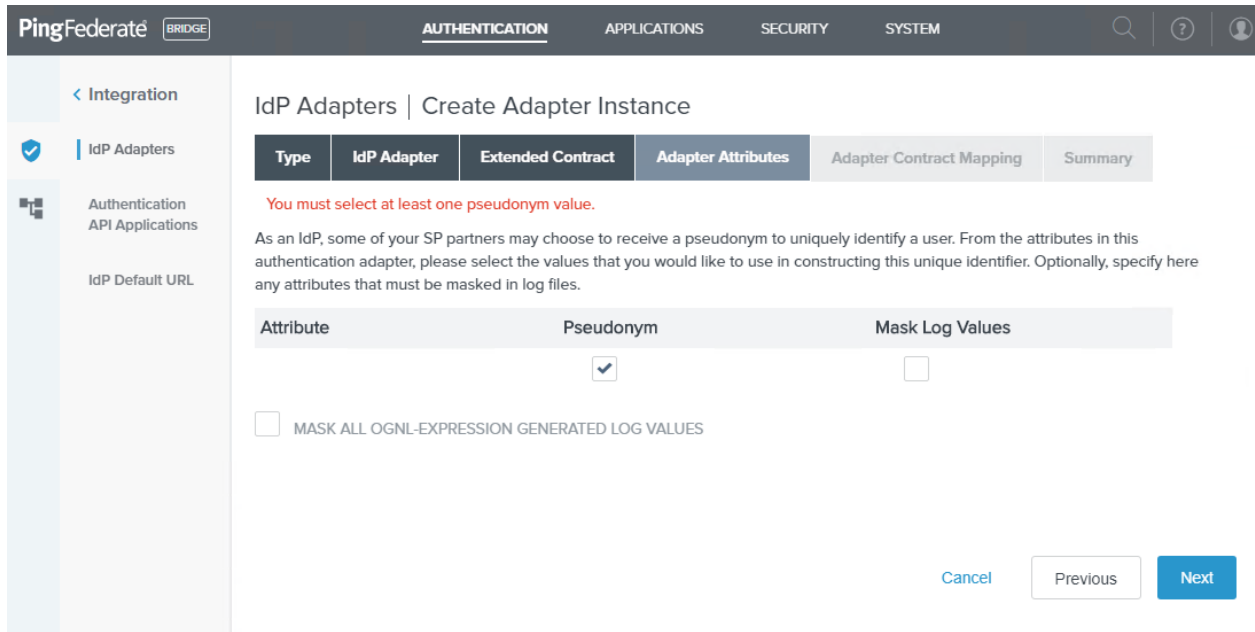 PingFederate BRIDGE AUTHENTICATION APPLICATIONS SECURITY SYSTEM ?
< Integration
IdP Adapters
Authentication
API Applications
IdP Default URL
IdP Adapters | Create Adapter Instance
Type IdP Adapter Extended Contract Adapter Attributes Adapter Contract Mapping Summary
You must select at least one pseudonym value.
As an IdP, some of your SP partners may choose to receive a pseudonym to uniquely identify a user. From the attributes in this
authentication adapter, please select the values that you would like to use in constructing this unique identifier. Optionally, specify here
any attributes that must be masked in log files.
Attribute Pseudonym Mask Log Values
MASK ALL OGNL-EXPRESSION GENERATED LOG VALUES
Cancel Previous Next